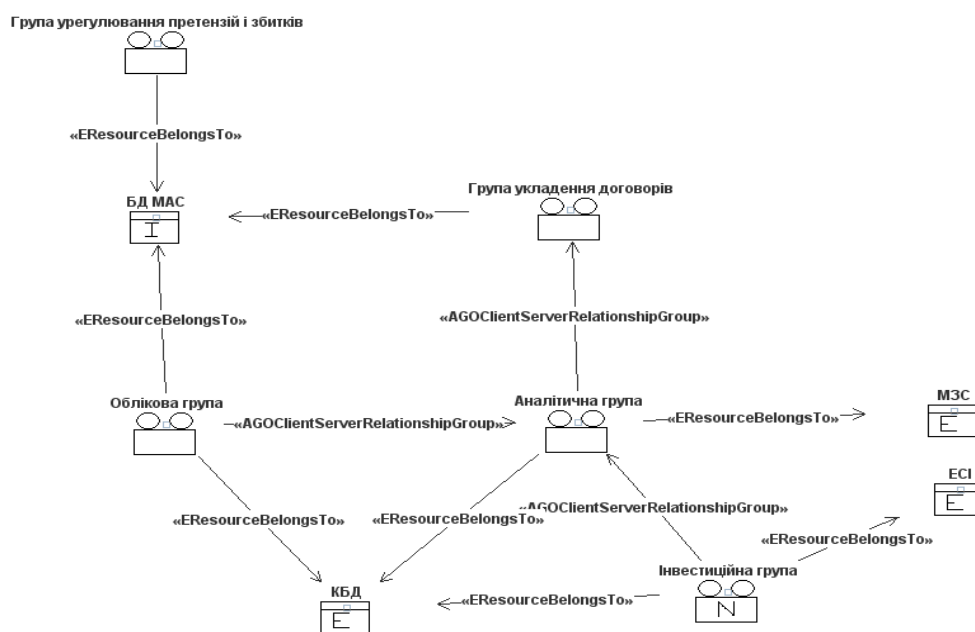 Група урегулювання претензій і збитків
«EResourceBelongsTo»
БД МАС
I
«EResourceBelongsTo»
Група укладення договорів
«EResourceBelongsTo»
«AGOClientServerRelationshipGroup»
Облікова група
«AGOClientServerRelationshipGroup»
Аналітична група
«EResourceBelongsTo»
МЗС
E
ЕСІ
E
«EResourceBelongsTo»
«EResourceBelongsTo»
AGOClientServerRelationshipGroup»
«EResourceBelongsTo»
КБД
E
«EResourceBelongsTo»
Інвестиційна група
N